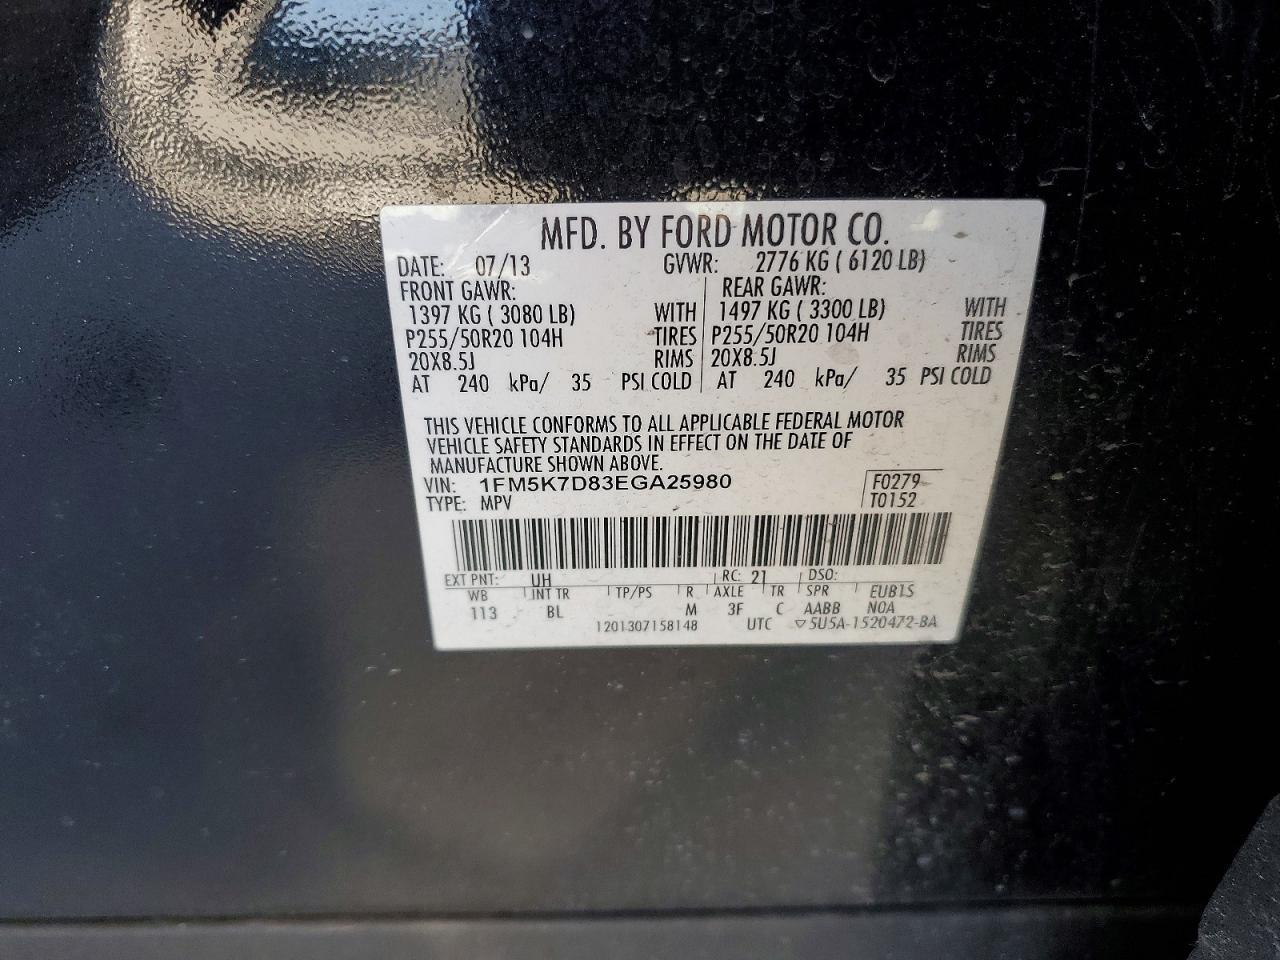 MFD. BY FORD MOTOR CO.
DATE: 07/13 GVWR: 2776 KG ( 6120 LB)
FRONT GAWR: REAR GAWR:
1397 KG ( 3080 LB) WITH 1497 KG ( 3300 LB) WITH
P255/50R20 104H TIRES P255/50R20 104H TIRES
20X8.5J RIMS 20X8.5J RIMS
AT 240 kPa/ 35 PSI COLD AT 240 kPa/ 35 PSI COLD
THIS VEHICLE CONFORMS TO ALL APPLICABLE FEDERAL MOTOR
VEHICLE SAFETY STANDARDS IN EFFECT ON THE DATE OF
MANUFACTURE SHOWN ABOVE.
VIN: 1FM5K7D83EGA25980 F0279
TYPE: MPV T0152
EXT PNT: UH RC: 21 DSO:
WB INT TR TP/PS R AXLE TR SPR EUB1S
113 BL M 3F C AABB NOA
1201307158148 UTC ▽5U5A-1520472-BA